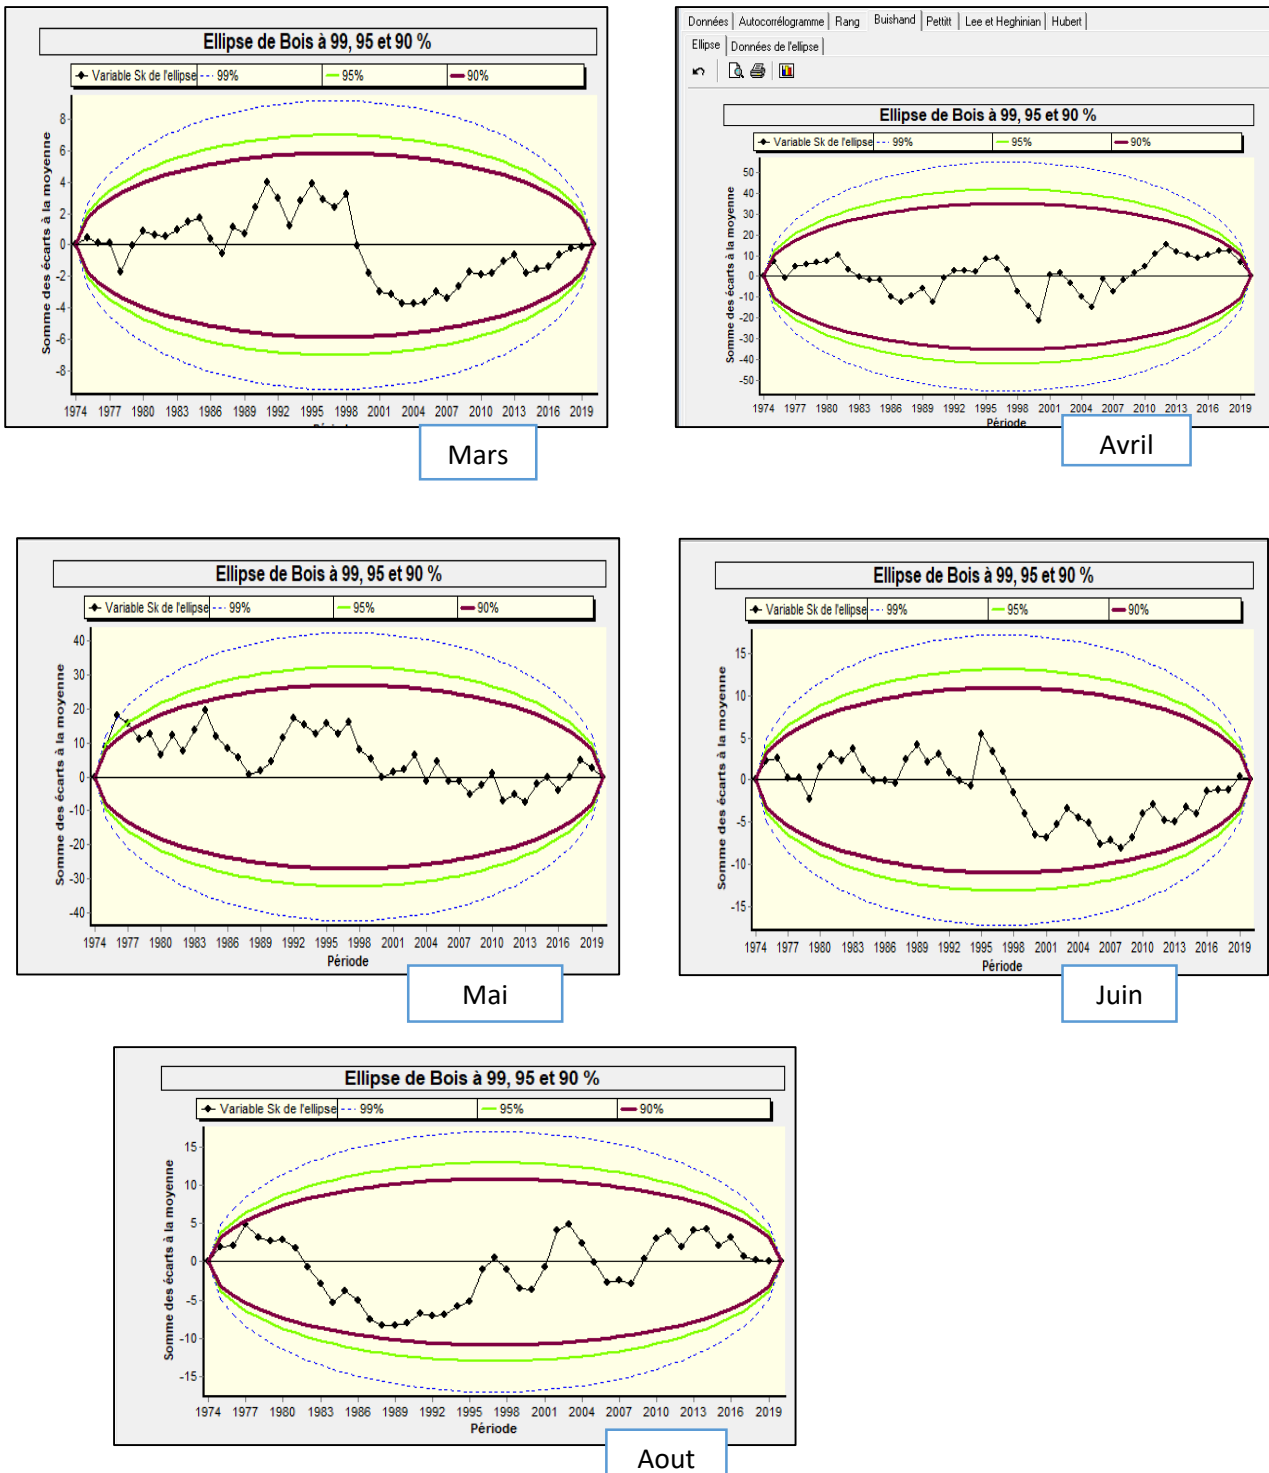 Ellipse de Bois à 99, 95 et 90 %
Variable Sk de l'ellipse 99% 95% 90%
Somme des écarts à la moyenne
8
6
4
2
0
-2
-4
-6
-8
1974 1977 1980 1983 1986 1989 1992 1995 1998 2001 2004 2007 2010 2013 2016 2019
Période
Mars
Données Autocorrélogramme Rang Buishand Pettitt Lee et Heghinian Hubert
Ellipse Données de l'ellipse
Ellipse de Bois à 99, 95 et 90 %
Variable Sk de l'ellipse 99% 95% 90%
Somme des écarts à la moyenne
50
40
30
20
10
0
-10
-20
-30
-40
-50
1974 1977 1980 1983 1986 1989 1992 1995 1998 2001 2004 2007 2010 2013 2016 2019
Période
Avril
Ellipse de Bois à 99, 95 et 90 %
Variable Sk de l'ellipse 99% 95% 90%
Somme des écarts à la moyenne
40
30
20
10
0
-10
-20
-30
-40
1974 1977 1980 1983 1986 1989 1992 1995 1998 2001 2004 2007 2010 2013 2016 2019
Période
Mai
Ellipse de Bois à 99, 95 et 90 %
Variable Sk de l'ellipse 99% 95% 90%
Somme des écarts à la moyenne
15
10
5
0
-5
-10
-15
1974 1977 1980 1983 1986 1989 1992 1995 1998 2001 2004 2007 2010 2013 2016 2019
Période
Juin
Ellipse de Bois à 99, 95 et 90 %
Variable Sk de l'ellipse 99% 95% 90%
Somme des écarts à la moyenne
15
10
5
0
-5
-10
-15
1974 1977 1980 1983 1986 1989 1992 1995 1998 2001 2004 2007 2010 2013 2016 2019
Période
Aout